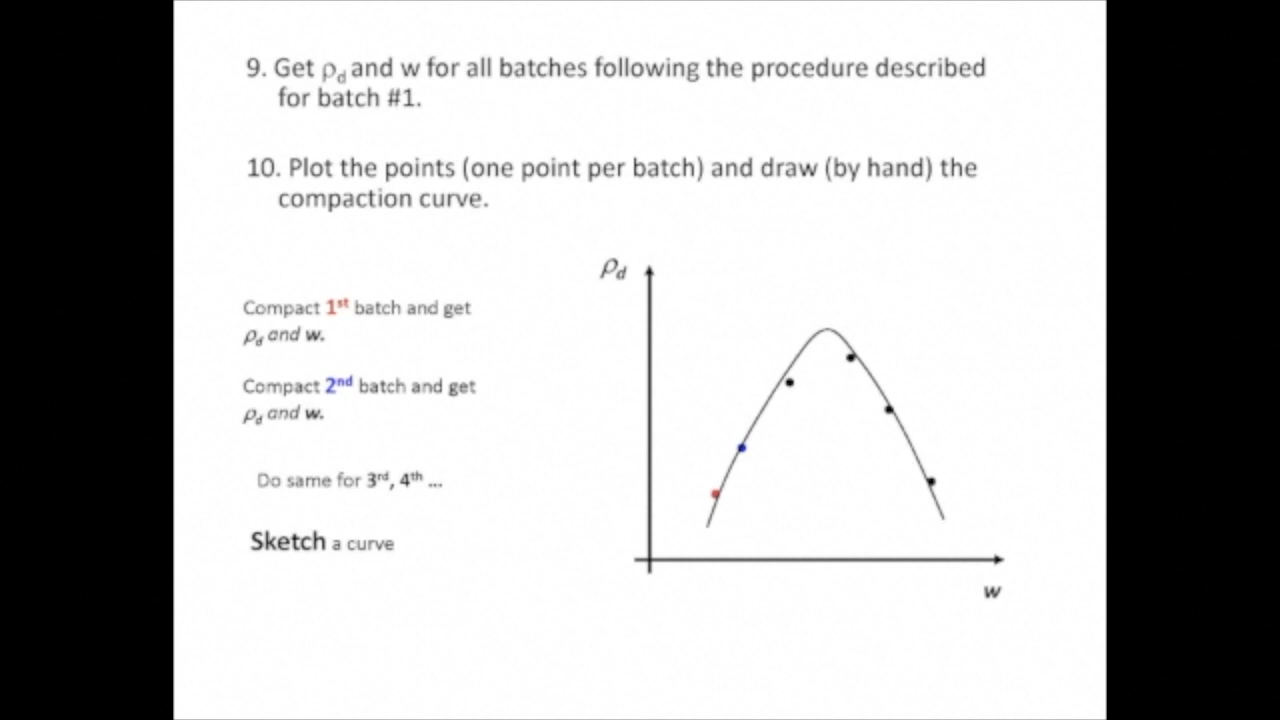 9. Get ρd and w for all batches following the procedure described
for batch #1.
10. Plot the points (one point per batch) and draw (by hand) the
compaction curve.
ρd
Compact 1st batch and get
ρd and w.
Compact 2nd batch and get
ρd and w.
Do same for 3rd, 4th ...
Sketch a curve
w